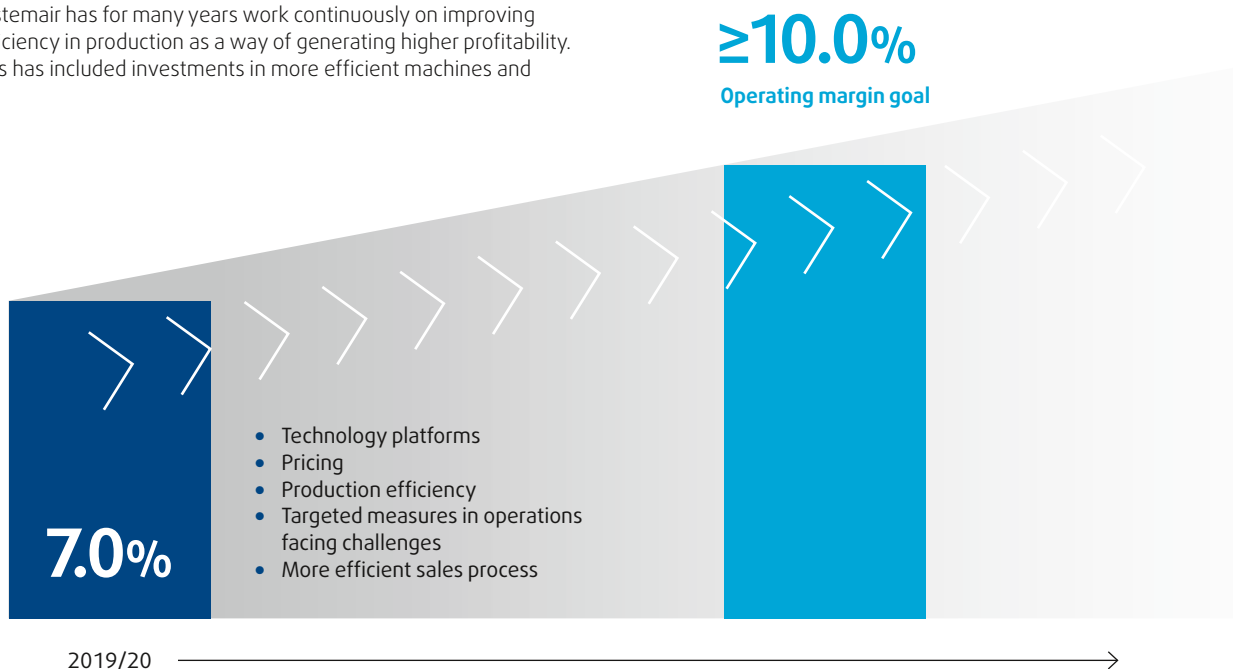 stemair has for many years work continuously on improving
ciency in production as a way of generating higher profitability.
s has included investments in more efficient machines and
≥10.0%
Operating margin goal
• Technology platforms
• Pricing
• Production efficiency
• Targeted measures in operations
facing challenges
• More efficient sales process
7.0%
2019/20